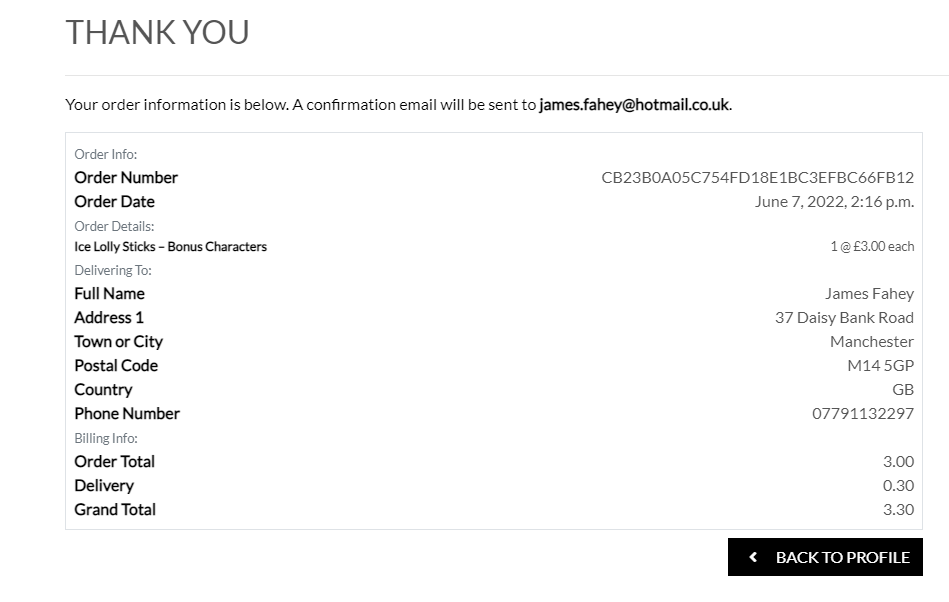 THANK YOU
Your order information is below. A confirmation email will be sent to james.fahey@hotmail.co.uk.
Order Info:
Order Number CB23B0A05C754FD18E1BC3EFBC66FB12
Order Date June 7, 2022, 2:16 p.m.
Order Details:
Ice Lolly Sticks – Bonus Characters 1 @ £3.00 each
Delivering To:
Full Name James Fahey
Address 1 37 Daisy Bank Road
Town or City Manchester
Postal Code M14 5GP
Country GB
Phone Number 07791132297
Billing Info:
Order Total 3.00
Delivery 0.30
Grand Total 3.30
BACK TO PROFILE